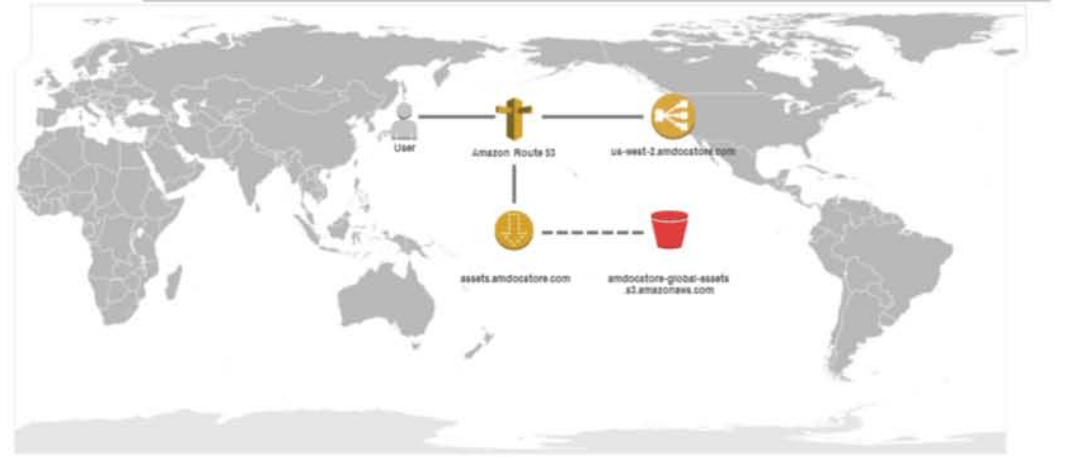 User
Amazon Route 53
us-west-2.amdocstore.com
assets.amdocstore.com
amdocstore-global-assets
.s3.amazonaws.com